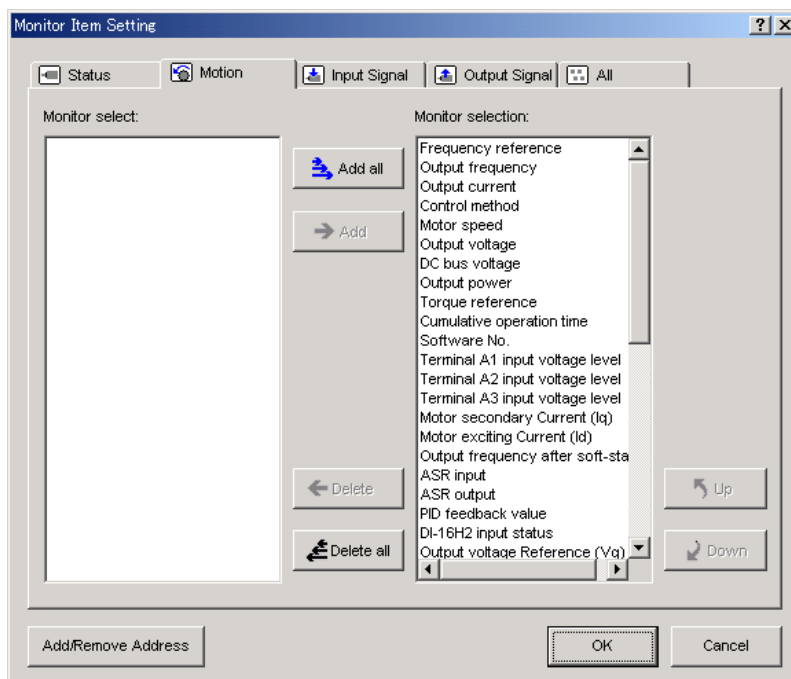 Monitor Item Setting
Status
Motion
Input Signal
Output Signal
All
Monitor select:
Monitor selection:
Add all
Add
Delete
Delete all
Frequency reference
Output frequency
Output current
Control method
Motor speed
Output voltage
DC bus voltage
Output power
Torque reference
Cumulative operation time
Software No.
Terminal A1 input voltage level
Terminal A2 input voltage level
Terminal A3 input voltage level
Motor secondary Current (Iq)
Motor exciting Current (Id)
Output frequency after soft-sta
ASR input
ASR output
PID feedback value
DI-16H2 input status
Output voltage Reference (Vq)
Up
Down
Add/Remove Address
OK
Cancel